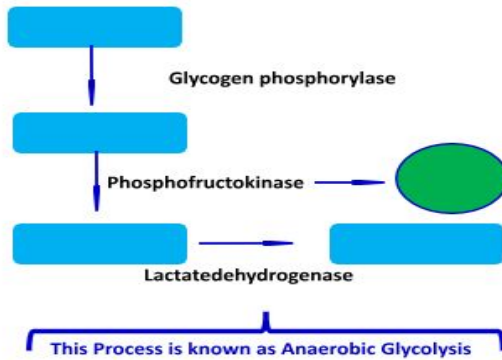 Glycogen phosphorylase
Phosphofructokinase
Lactatedehydrogenase
This Process is known as Anaerobic Glycolysis